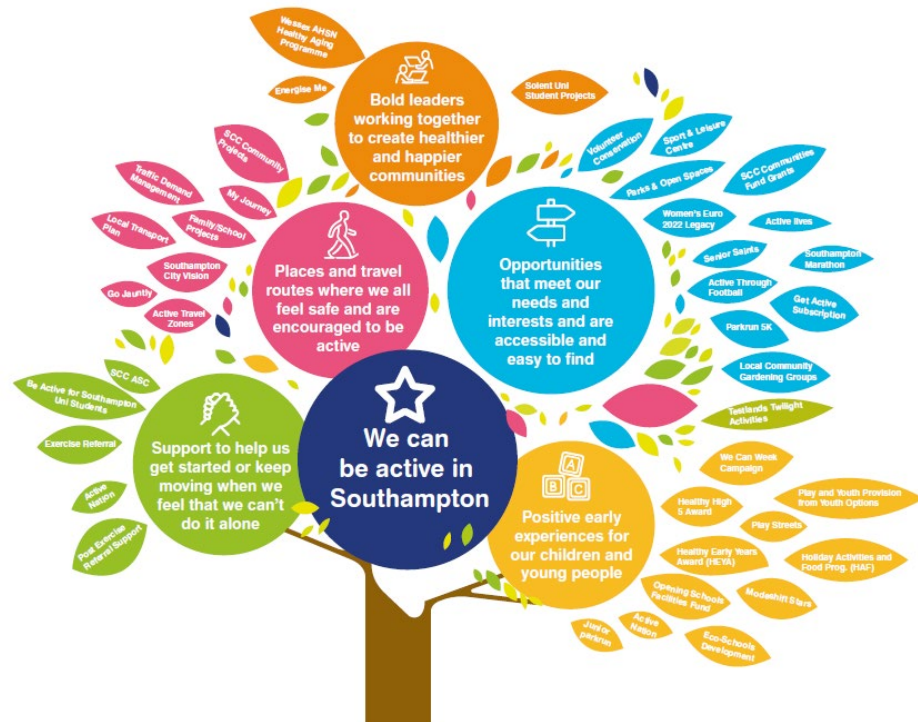 Wessex AHSN
Healthy Aging
Programme
Energise Me
Bold leaders
working together
to create healthier
and happier
communities
Solent Uni
Student Projects
SCC Community
Projects
Traffic Demand
Management
My Journey
Local Transport
Plan
Family/School
Projects
Southampton
City Vision
Go Jauntly
Active Travel
Zones
Places and travel
routes where we all
feel safe and are
encouraged to be
active
Volunteer
Conservation
Sport & Leisure
Centre
Parks & Open Spaces
SCC Communities
Fund Grants
Women's Euro
2022 Legacy
Active lives
Senior Saints
Southampton
Marathon
Active Through
Football
Get Active
Subscription
Parkrun 5K
Local Community
Gardening Groups
Opportunities
that meet our
needs and
interests and are
accessible and
easy to find
SCC ASC
Be Active for Southampton
Uni Students
Exercise Referral
Active
Nation
Post Exercise
Referral Support
Support to help us
get started or keep
moving when we
feel that we can't
do it alone
We can
be active in
Southampton
Testlands Twilight
Activities
A
B C
Positive early
experiences for
our children and
young people
We Can Week
Campaign
Healthy High
5 Award
Play and Youth Provision
from Youth Options
Play Streets
Healthy Early Years
Award (HEYA)
Holiday Activities and
Food Prog. (HAF)
Opening Schools
Facilities Fund
Modeshift Stars
Junior
parkrun
Active
Nation
Eco-Schools
Development